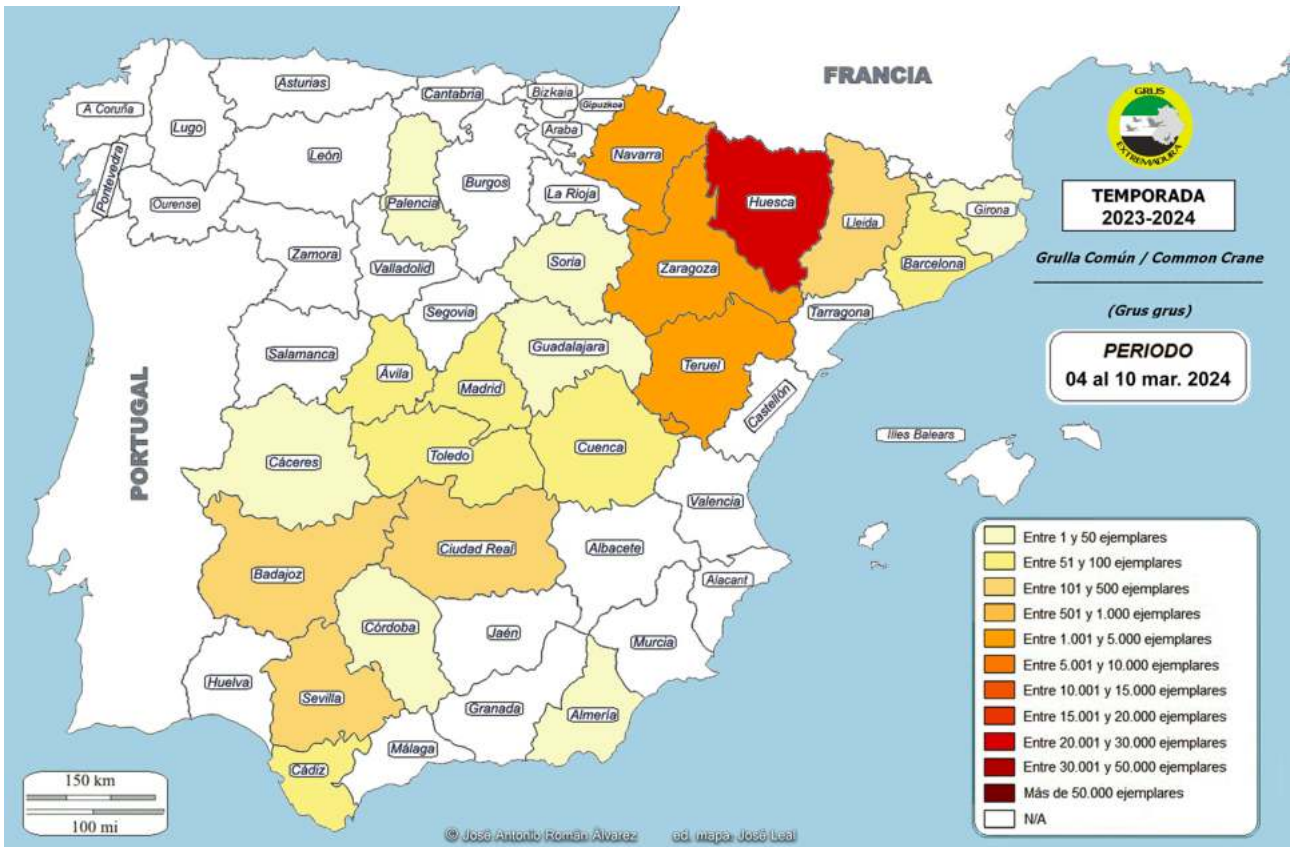 FRANCIA
GRUS
EXTREMADURA
TEMPORADA
2023-2024
Grulla Común / Common Crane
(Grus grus)
PERIODO
04 al 10 mar. 2024
A Coruña
Lugo
Asturias
Cantabria
Bizkaia
Gipuzkoa
Araba
Navarra
Pontevedra
Ourense
León
Palencia
Burgos
La Rioja
Huesca
Lleida
Girona
Barcelona
Zamora
Valladolid
Soria
Zaragoza
Tarragona
Segovia
Salamanca
Ávila
Madrid
Guadalajara
Teruel
Castellón
PORTUGAL
Cáceres
Toledo
Cuenca
Valencia
Illes Balears
Badajoz
Ciudad Real
Albacete
Alacant
Córdoba
Jaén
Murcia
Huelva
Sevilla
Granada
Almería
Málaga
Cádiz
Entre 1 y 50 ejemplares
Entre 51 y 100 ejemplares
Entre 101 y 500 ejemplares
Entre 501 y 1.000 ejemplares
Entre 1.001 y 5.000 ejemplares
Entre 5.001 y 10.000 ejemplares
Entre 10.001 y 15.000 ejemplares
Entre 15.001 y 20.000 ejemplares
Entre 20.001 y 30.000 ejemplares
Entre 30.001 y 50.000 ejemplares
Más de 50.000 ejemplares
N/A
150 km
100 mi
© José Antonio Román Álvarez ed. mapa: José Leal